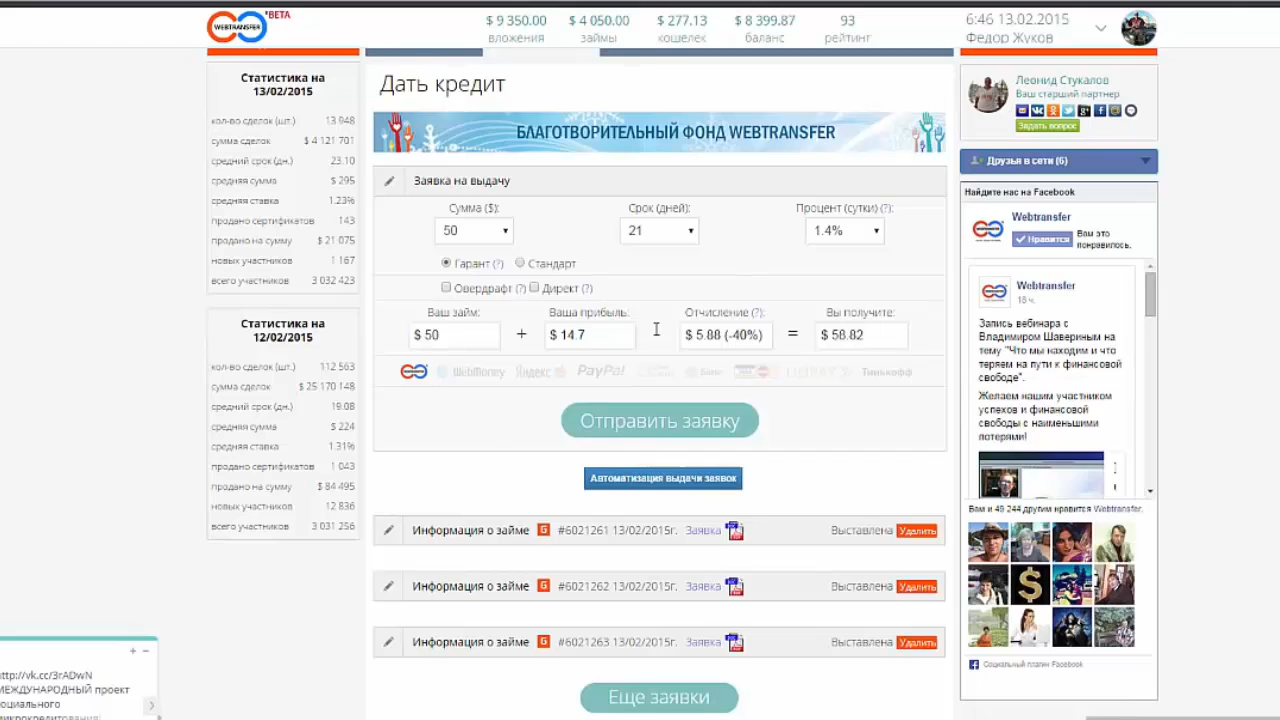 WEBTRANSFER BETA
$ 9 350.00 $ 4 050.00 $ 277.13 $ 8 399.87 93
вложения займы кошелек баланс рейтинг
6:46 13.02.2015
Федор Жуков
Статистика на
13/02/2015
кол-во сделок (шт.) 13 948
сумма сделок $ 4 121 701
средний срок (дн.) 23.10
средняя сумма $ 295
средняя ставка 1.23%
продано сертификатов 143
продано на сумму $ 21 075
новых участников 1 167
всего участников 3 032 423
Статистика на
12/02/2015
кол-во сделок (шт.) 112 563
сумма сделок $ 25 170 148
средний срок (дн.) 19.08
средняя сумма $ 224
средняя ставка 1.31%
продано сертификатов 1 043
продано на сумму $ 84 495
новых участников 12 836
всего участников 3 031 256
ttp://vk.cc/3rADwN
МЕЖДУНАРОДНЫЙ проект
оциального
микрокредитования!
Дать кредит
БЛАГОТВОРИТЕЛЬНЫЙ ФОНД WEBTRANSFER
Заявка на выдачу
Сумма ($): Срок (дней): Процент (сутки) (?):
50 21 1.4%
Гарант (?) Стандарт
Овердрафт (?) Директ (?)
Ваш займ: Ваша прибыль: Отчисление (?): Вы получите:
$ 50 + $ 14.7 $ 5.88 (-40%) = $ 58.82
WebMoney Яндекс PayPal Тинькофф
Отправить заявку
Автоматизация выдачи заявок
Информация о займе G #6021261 13/02/2015г. Заявка Выставлена Удалить
Информация о займе G #6021262 13/02/2015г. Заявка Выставлена Удалить
Информация о займе G #6021263 13/02/2015г. Заявка Выставлена Удалить
Еще заявки
Леонид Стукалов
Ваш старший партнер
Задать вопрос
Друзья в сети (6)
Найдите нас на Facebook
Webtransfer
Нравится Вам это
понравилось.
Webtransfer
18 ч.
Запись вебинара с
Владимиром Шавериным на
тему "Что мы находим и что
теряем на пути к финансовой
свободе".
Желаем нашим участником
успехов и финансовой
свободы с наименьшими
потерями!
Вам и 49 244 другим нравится Webtransfer.
Социальный плагин Facebook